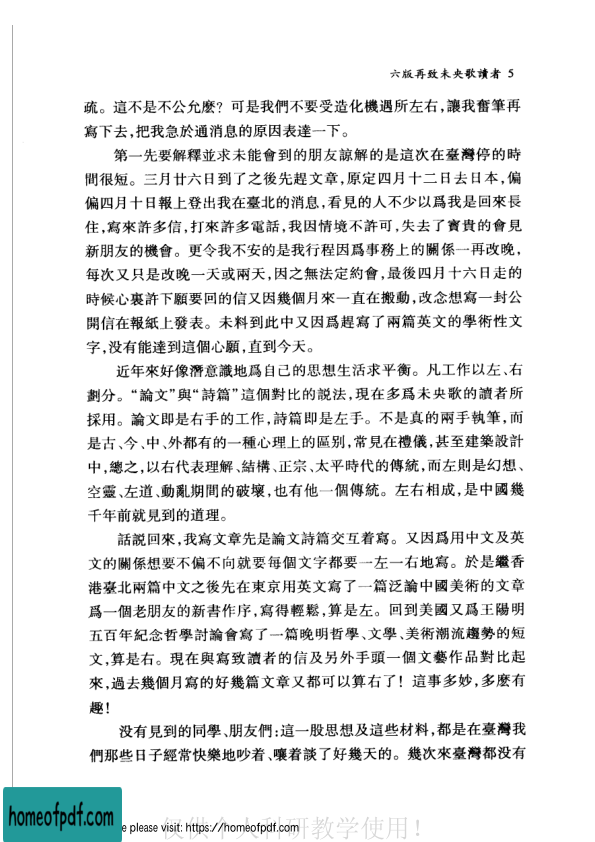 六版再致未央歌讀者 5
疏。這不是不公允麽? 可是我們不要受造化機遇所左右,讓我奮筆再
寫下去,把我急於通消息的原因表達一下。
第一先要解釋並求未能會到的朋友諒解的是這次在臺灣停的時
間很短。三月廿六日到了之後先趕文章,原定四月十二日去日本,偏
偏四月十日報上登出我在臺北的消息,看見的人不少以爲我是回來長
住,寫來許多信,打來許多電話,我因情境不許可,失去了寶貴的會見
新朋友的機會。更令我不安的是我行程因爲事務上的關係一再改晚,
每次又只是改晚一天或兩天,因之無法定約會,最後四月十六日走的
時候心裏許下願要回的信又因幾個月來一直在搬動,改念想寫一封公
開信在報紙上發表。未料到此中又因爲趕寫了兩篇英文的學術性文
字,没有能達到這個心願,直到今天。
近年來好像潛意識地爲自己的思想生活求平衡。凡工作以左、右
劃分。“論文”與“詩篇”這個對比的説法,現在多爲未央歌的讀者所
採用。論文即是右手的工作,詩篇即是左手。不是真的兩手執筆,而
是古、今、中、外都有的一種心理上的區别,常見在禮儀,甚至建築設計
中,總之,以右代表理解、結構、正宗、太平時代的傳統,而左則是幻想、
空靈、左道、動亂期間的破壞,也有他一個傳統。左右相成,是中國幾
千年前就見到的道理。
話説回來,我寫文章先是論文詩篇交互着寫。又因爲用中文及英
文的關係想要不偏不向就要每個文字都要一左一右地寫。於是繼香
港臺北兩篇中文之後先在東京用英文寫了一篇泛論中國美術的文章
爲一個老朋友的新書作序,寫得輕鬆,算是左。回到美國又爲王陽明
五百年紀念哲學討論會寫了一篇晚明哲學、文學、美術潮流趨勢的短
文,算是右。現在與寫致讀者的信及另外手頭一個文藝作品對比起
來,過去幾個月寫的好幾篇文章又都可以算右了! 這事多妙,多麽有
趣!
没有見到的同學、朋友們:這一股思想及這些材料,都是在臺灣我
們那些日子經常快樂地吵着、嚷着談了好幾天的。幾次來臺灣都没有
homeofpdf.com
e please visit: https://homeofpdf.com
仅供个人科研教学使用!